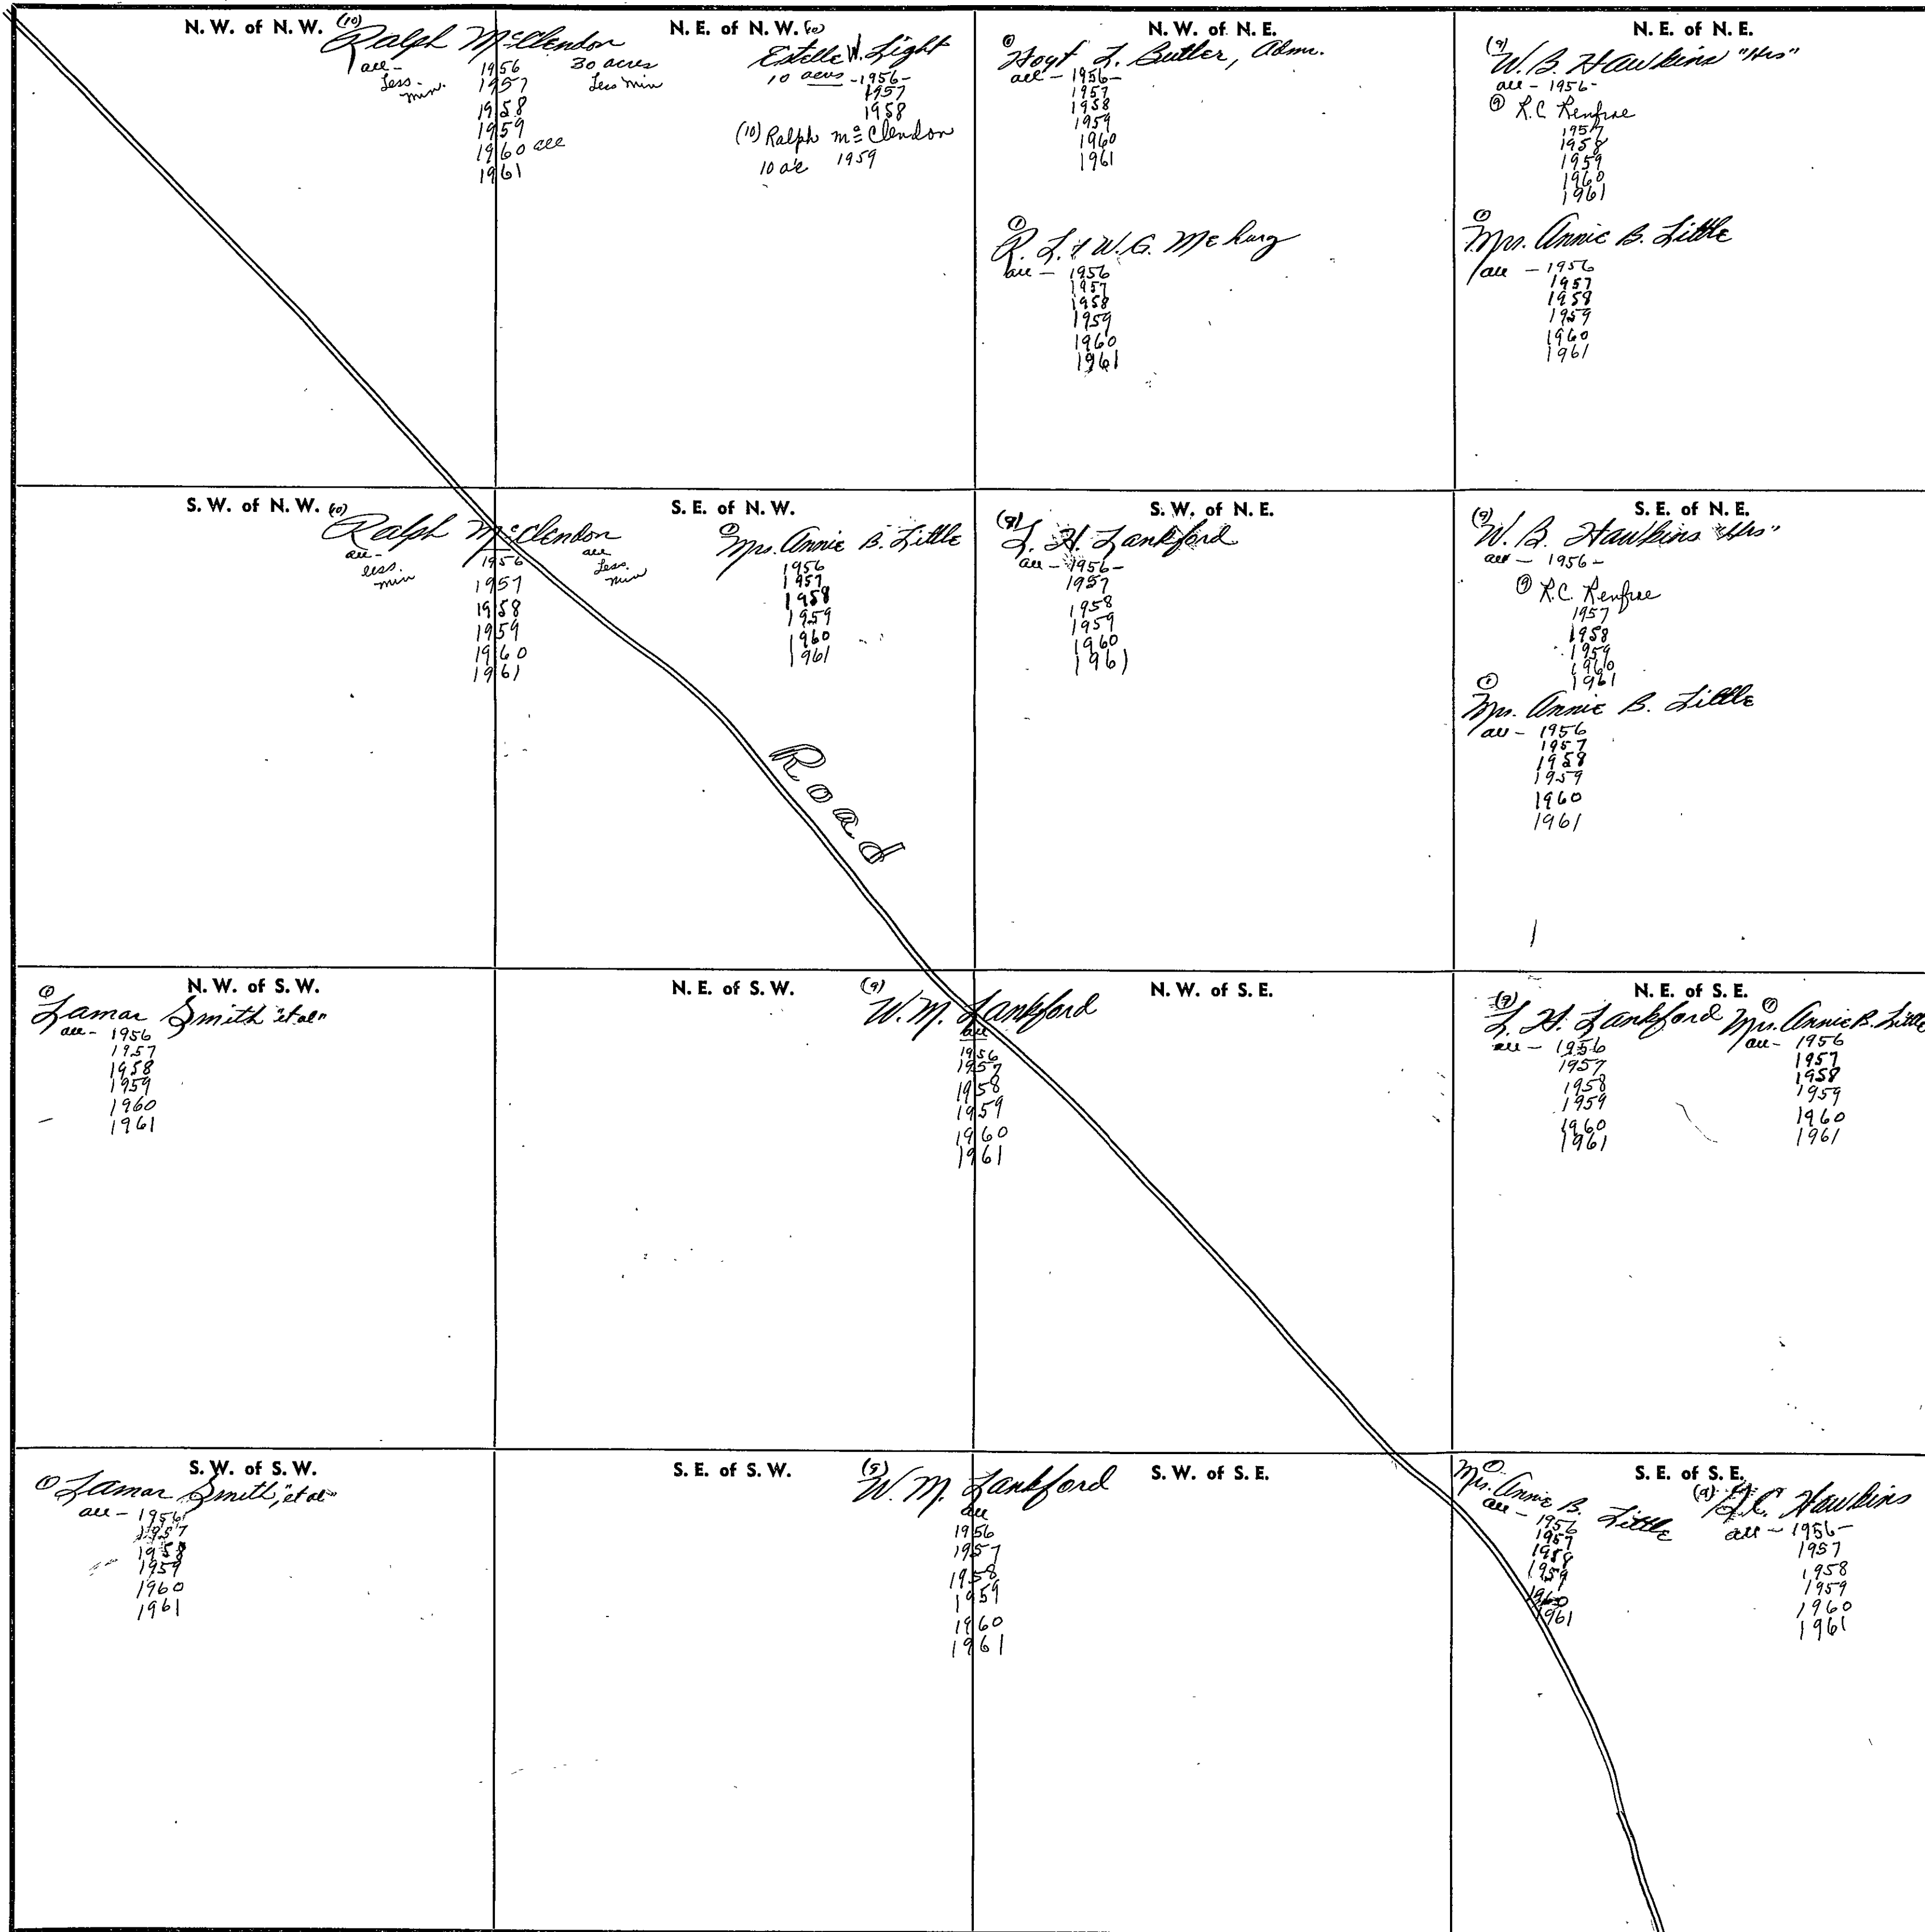 N. W. of N. W.
(10)
Ralph McClendon
all-
Less-
min.
1956
1957
1958
1959
1960 all
1961
30 acres
Less min
N. E. of N. W. (10)
Estelle W. Light
10 acres - 1956-
1957
1958
(10) Ralph McClendon
10 ac 1959
N. W. of N. E.
Hoyt L. Butler, Admr.
all - 1956-
1957
1958
1959
1960
1961
R. L. & W. G.
all - 1956
1957
1958
1959
1960
1961
N. E. of N. E.
(9)
W. B. Hawkins "Hrs"
all - 1956-
(9) R.C. Renfroe
1957
1958
1959
1960
1961
(1)
Mrs. Annie B. Little
all - 1956
1957
1958
1959
1960
1961
S. W. of N. W. (10)
Ralph McClendon
all-
less.
min
1956
1957
1958
1959
1960
1961
all
Less.
min
S. E. of N. W.
Mrs. Annie B. Little
1956
1957
1958
1959
1960
1961
S. W. of N. E.
(9)
L. H. Lankford
all - 1956-
1957
1958
1959
1960
1961
S. E. of N. E.
(9)
W. B. Hawkins "Hrs"
all - 1956-
(9) R.C. Renfroe
1957
1958
1959
1960
1961
(1)
Mrs. Annie B. Little
all - 1956
1957
1958
1959
1960
1961
Road
N. W. of S. W.
Lamar Smith "et al"
all - 1956
1957
1958
1959
1960
1961
N. E. of S. W.
(9)
W. M. Lankford
all
1956
1957
1958
1959
1960
1961
N. W. of S. E.
N. E. of S. E.
(9)
L. H. Lankford
all - 1956
1957
1958
1959
1960
1961
Mrs. Annie B. Little
all - 1956
1957
1958
1959
1960
1961
S. W. of S. W.
(1) Lamar Smith, "et al"
all - 1956
1957
1958
1959
1960
1961
S. E. of S. W.
(9)
W. M. Lankford
all
1956
1957
1958
1959
1960
1961
S. W. of S. E.
S. E. of S. E.
Mrs. Annie B. Little
all - 1956
1957
1958
1959
1960
1961
(9)
Hawkins
all - 1956-
1957
1958
1959
1960
1961